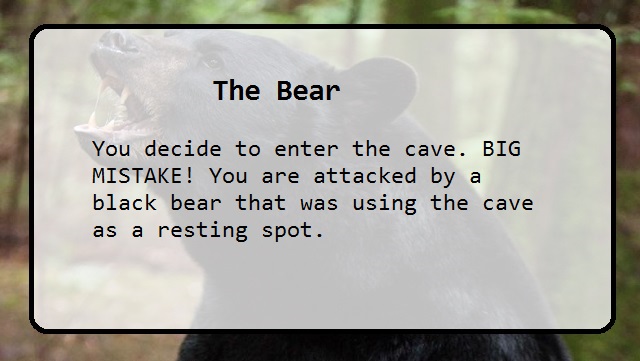 The Bear
You decide to enter the cave. BIG
MISTAKE! You are attacked by a
black bear that was using the cave
as a resting spot.